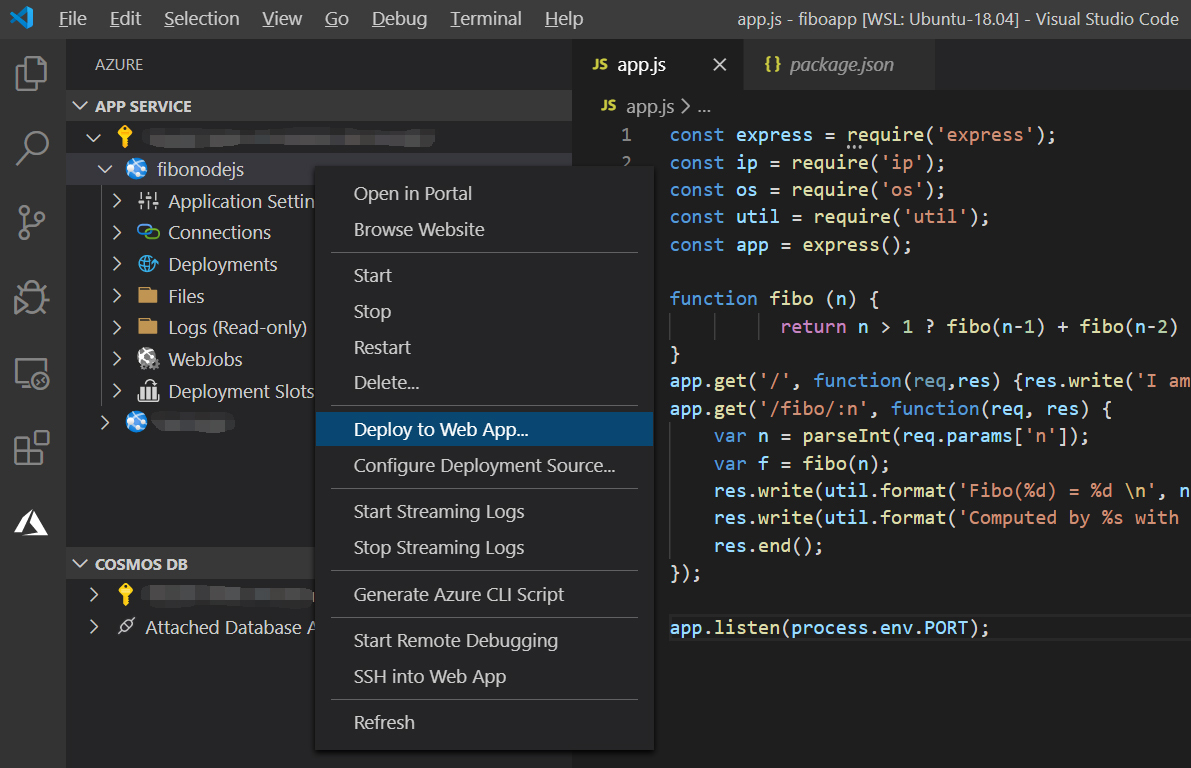 File Edit Selection View Go Debug Terminal Help
app.js - fiboapp [WSL: Ubuntu-18.04] - Visual Studio Code
AZURE
APP SERVICE
fibonodejs
Application Settin
Connections
Deployments
Files
Logs (Read-only)
WebJobs
Deployment Slots
COSMOS DB
Attached Database A
Open in Portal
Browse Website
Start
Stop
Restart
Delete...
Deploy to Web App...
Configure Deployment Source...
Start Streaming Logs
Stop Streaming Logs
Generate Azure CLI Script
Start Remote Debugging
SSH into Web App
Refresh
JS app.js
{} package.json
JS app.js > ...
1 const express = require('express');
2 const ip = require('ip');
const os = require('os');
const util = require('util');
const app = express();
function fibo (n) {
return n > 1 ? fibo(n-1) + fibo(n-2)
}
app.get('/', function(req,res) {res.write('I am
app.get('/fibo/:n', function(req, res) {
var n = parseInt(req.params['n']);
var f = fibo(n);
res.write(util.format('Fibo(%d) = %d \n', n
res.write(util.format('Computed by %s with
res.end();
});
app.listen(process.env.PORT);